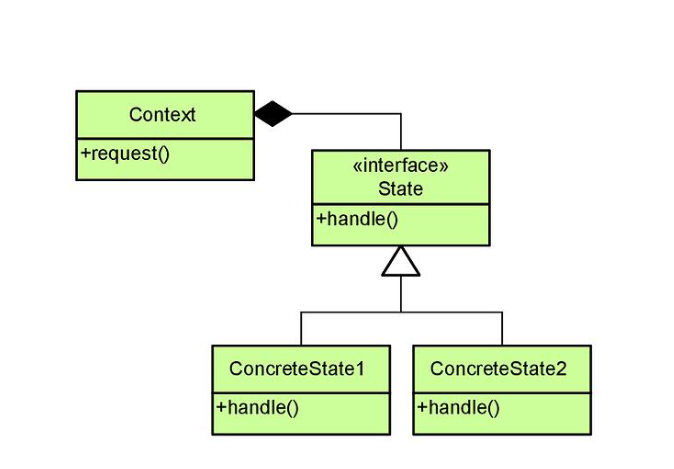 Context
+request()
«interface»
State
+handle()
ConcreteState1
+handle()
ConcreteState2
+handle()